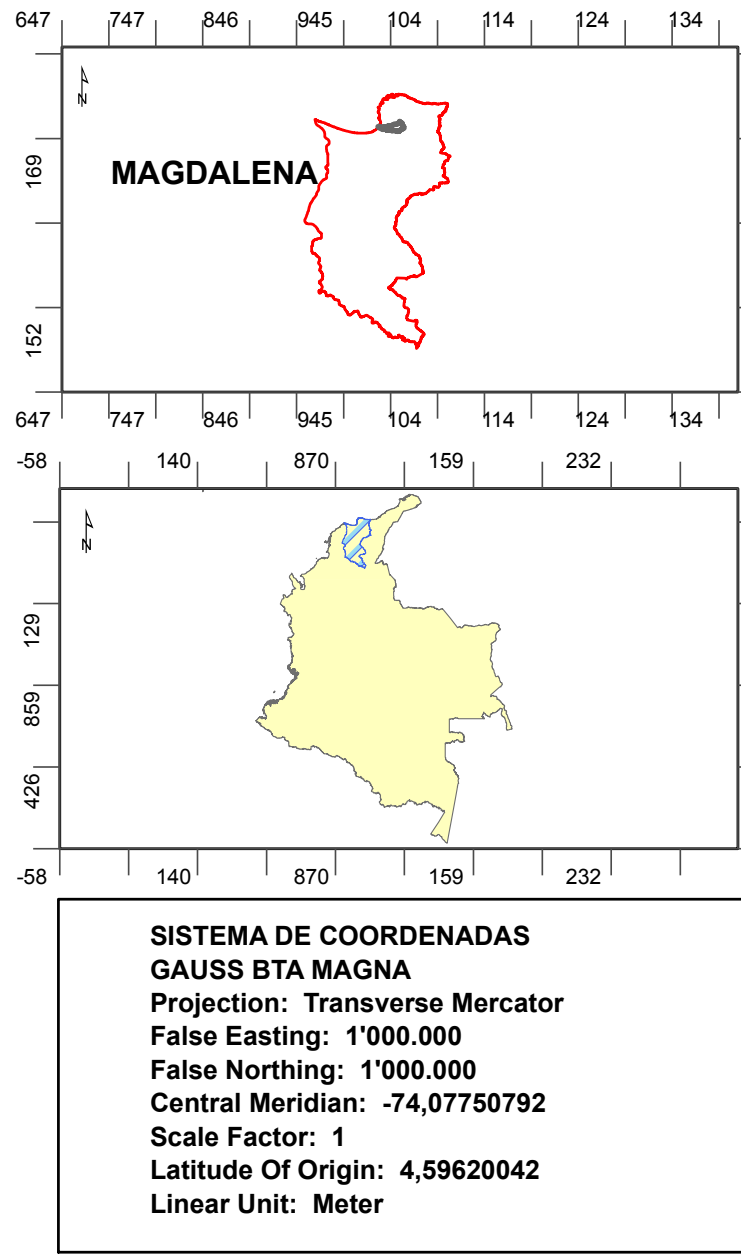 647 747 846 945 104 114 124 134
N
169
MAGDALENA
152
647 747 846 945 104 114 124 134
-58 140 870 159 232
N
129
859
426
-58 140 870 159 232
SISTEMA DE COORDENADAS
GAUSS BTA MAGNA
Projection: Transverse Mercator
False Easting: 1'000.000
False Northing: 1'000.000
Central Meridian: -74,07750792
Scale Factor: 1
Latitude Of Origin: 4,59620042
Linear Unit: Meter